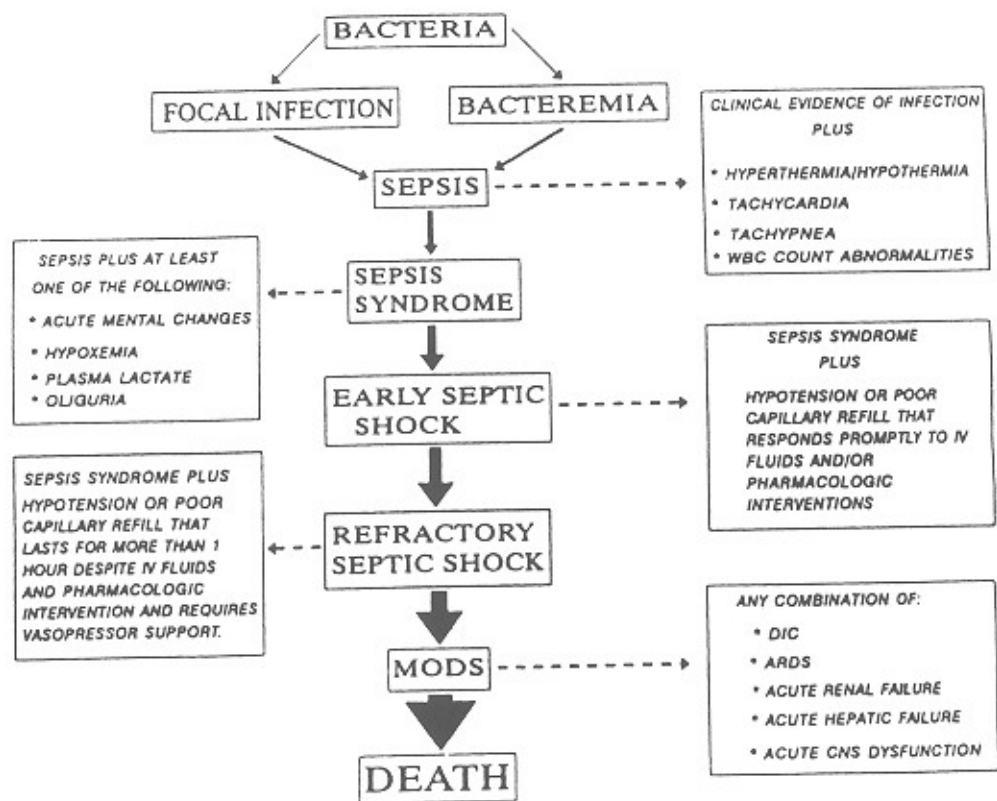 BACTERIA
FOCAL INFECTION
BACTEREMIA
CLINICAL EVIDENCE OF INFECTION
PLUS
* HYPERTHERMIA/HYPOTHERMIA
* TACHYCARDIA
* TACHYPNEA
* WBC COUNT ABNORMALITIES
SEPSIS
SEPSIS PLUS AT LEAST
ONE OF THE FOLLOWING:
* ACUTE MENTAL CHANGES
* HYPOXEMIA
* PLASMA LACTATE
* OLIGURIA
SEPSIS
SYNDROME
SEPSIS SYNDROME
PLUS
HYPOTENSION OR POOR
CAPILLARY REFILL THAT
RESPONDS PROMPTLY TO IV
FLUIDS AND/OR
PHARMACOLOGIC
INTERVENTIONS
EARLY SEPTIC
SHOCK
SEPSIS SYNDROME PLUS
HYPOTENSION OR POOR
CAPILLARY REFILL THAT
LASTS FOR MORE THAN 1
HOUR DESPITE IV FLUIDS
AND PHARMACOLOGIC
INTERVENTION AND REQUIRES
VASOPRESSOR SUPPORT.
REFRACTORY
SEPTIC SHOCK
ANY COMBINATION OF:
* DIC
* ARDS
* ACUTE RENAL FAILURE
* ACUTE HEPATIC FAILURE
* ACUTE CNS DYSFUNCTION
MODS
DEATH